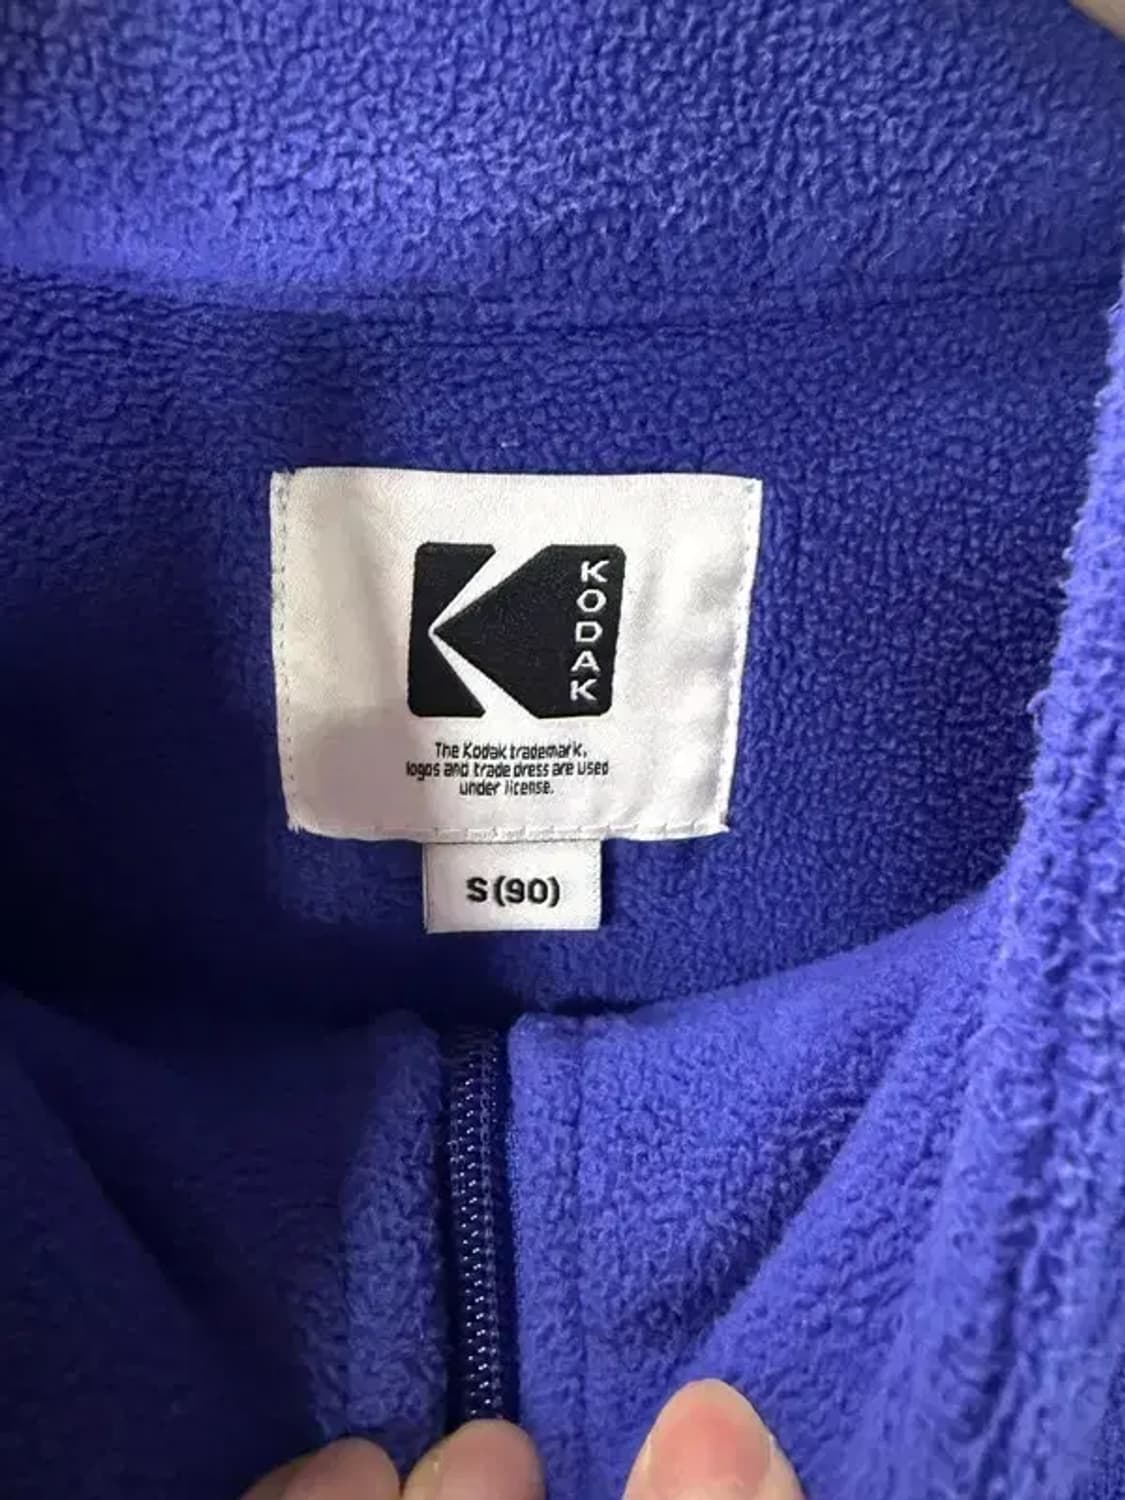 KODAK
The Kodak trademark,
logos and trade dress are used
under license.
S(90)